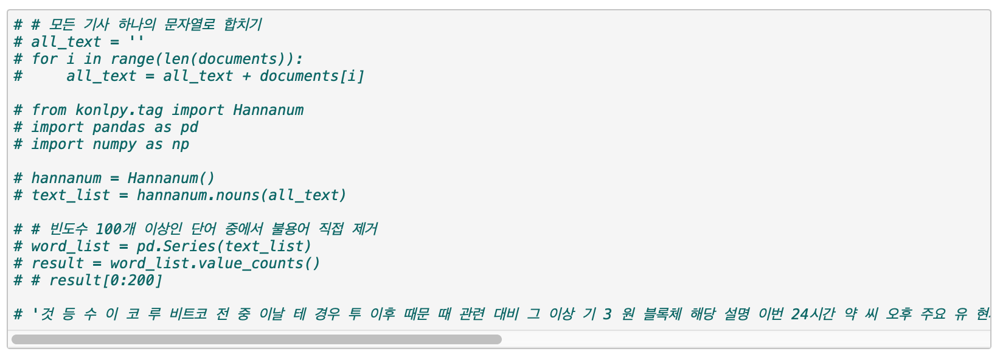 # # 모든 기사 하나의 문자열로 합치기
# all_text = ''
# for i in range(len(documents)):
#     all_text = all_text + documents[i]
# from konlpy.tag import Hannanum
# import pandas as pd
# import numpy as np
# hannanum = Hannanum()
# text_list = hannanum.nouns(all_text)
# # 빈도수 100개 이상인 단어 중에서 불용어 직접 제거
# word_list = pd.Series(text_list)
# result = word_list.value_counts()
# # result[0:200]
# '것 등 수 이 코 루 비트코 전 중 이날 테 경우 투 이후 때문 때 관련 대비 그 이상 기 3 원 블록체 해당 설명 이번 24시간 약 씨 오후 주요 유